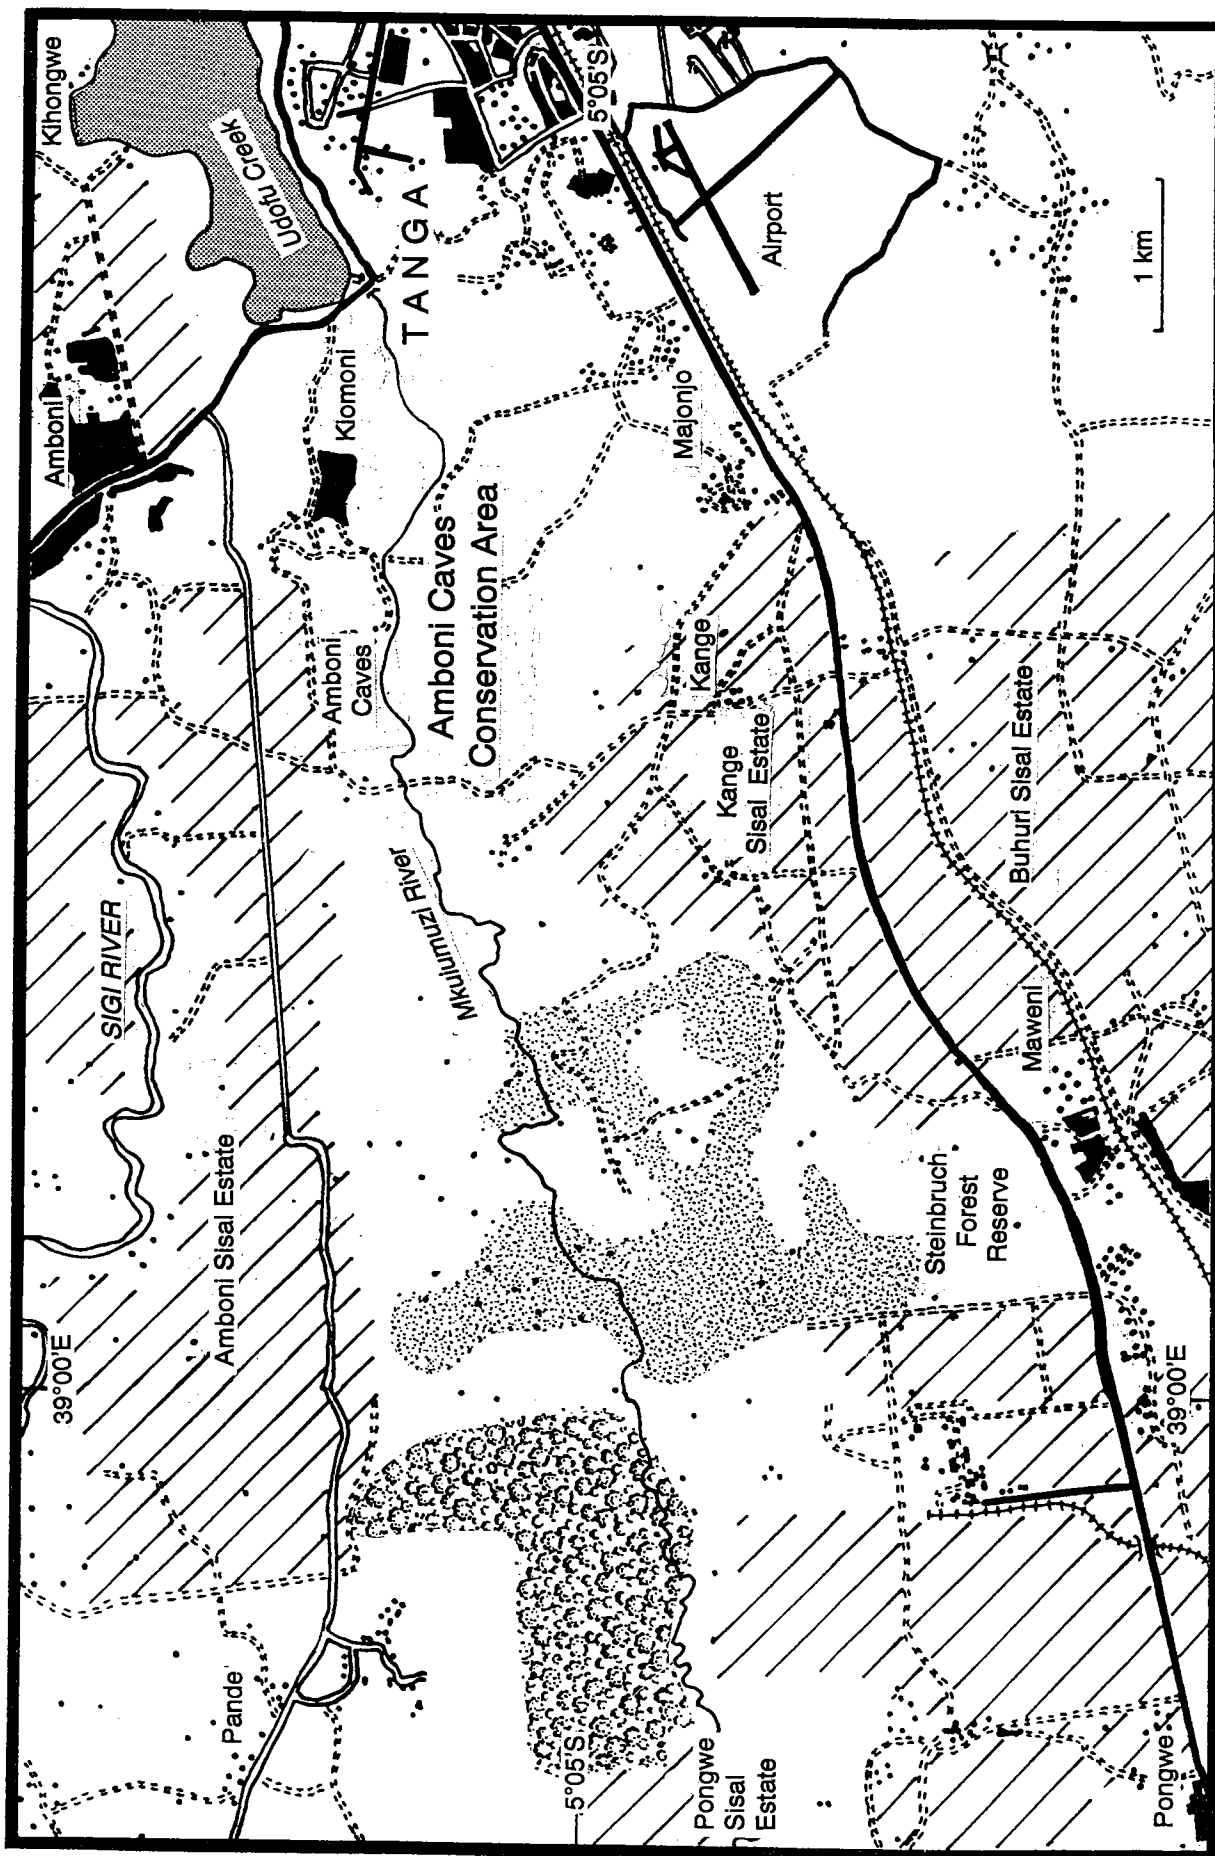 Pande
39°00'E
SIGI RIVER
Amboni
Kihongwe
Amboni Sisal Estate
Udofu Creek
Kiomoni
Amboni
Caves
TANGA
Mkulumuzi River
Amboni Caves
Conservation Area
5°05'S
5°05'S
Majonjo
Airport
Kange
Kange
Sisal Estate
Pongwe
Sisal
Estate
Steinbruch
Forest
Reserve
Maweni
Buhuri Sisal Estate
1 km
Pongwe
39°00'E